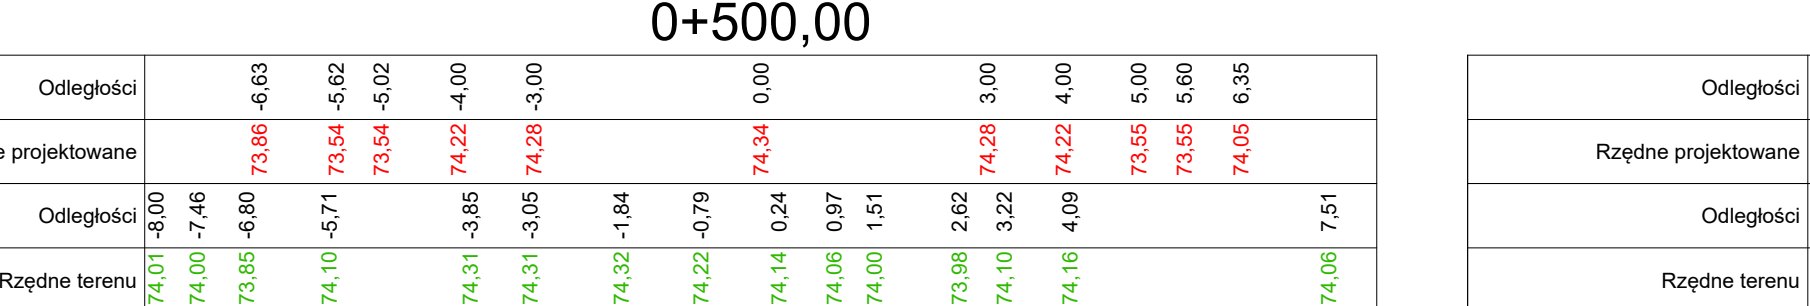 0+500,00
Odległości -6,63 -5,62 -5,02 -4,00 -3,00 0,00 3,00 4,00 5,00 5,60 6,35 Odległości
e projektowane 73,86 73,54 73,54 74,22 74,28 74,34 74,28 74,22 73,55 73,55 74,05 Rzędne projektowane
Odległości -8,00 -7,46 -6,80 -5,71 -3,85 -3,05 -1,84 -0,79 0,24 0,97 1,51 2,62 3,22 4,09 7,51 Odległości
Rzędne terenu 74,01 74,00 73,85 74,10 74,31 74,31 74,32 74,22 74,14 74,06 74,00 73,98 74,10 74,16 74,06 Rzędne terenu